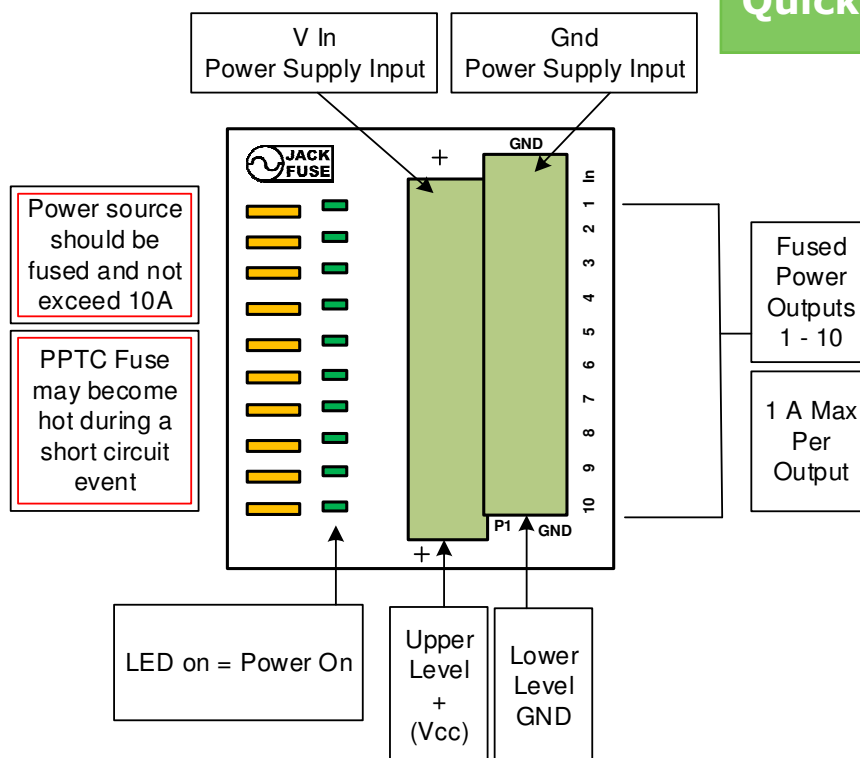 Quick
V In
Power Supply Input
Gnd
Power Supply Input
JACK
FUSE
+
GND
In
1
2
3
4
5
6
7
8
9
10
P1
GND
+
Power source
should be
fused and not
exceed 10A
PPTC Fuse
may become
hot during a
short circuit
event
Fused
Power
Outputs
1 - 10
1 A Max
Per
Output
LED on = Power On
Upper
Level
+
(Vcc)
Lower
Level
GND